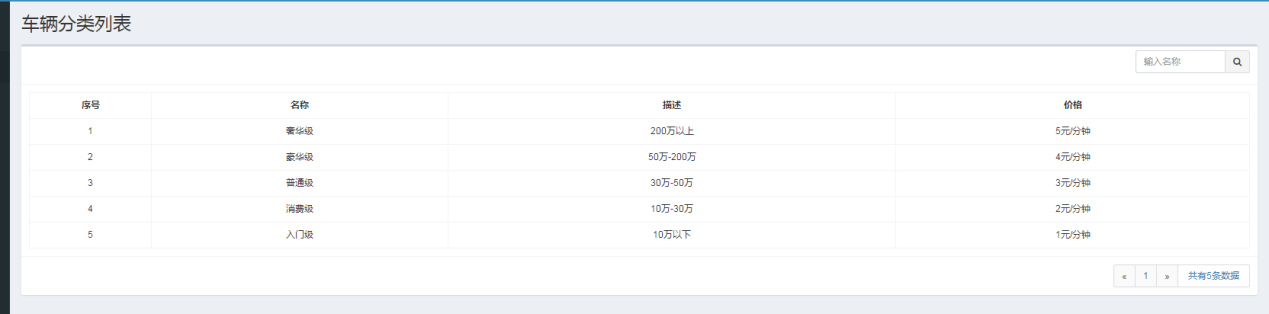 车辆分类列表
输入名称
序号 名称 描述 价格
1 奢华级 200万以上 5元/分钟
2 豪华级 50万-200万 4元/分钟
3 普通级 30万-50万 3元/分钟
4 消费级 10万-30万 2元/分钟
5 入门级 10万以下 1元/分钟
« 1 » 共有5条数据